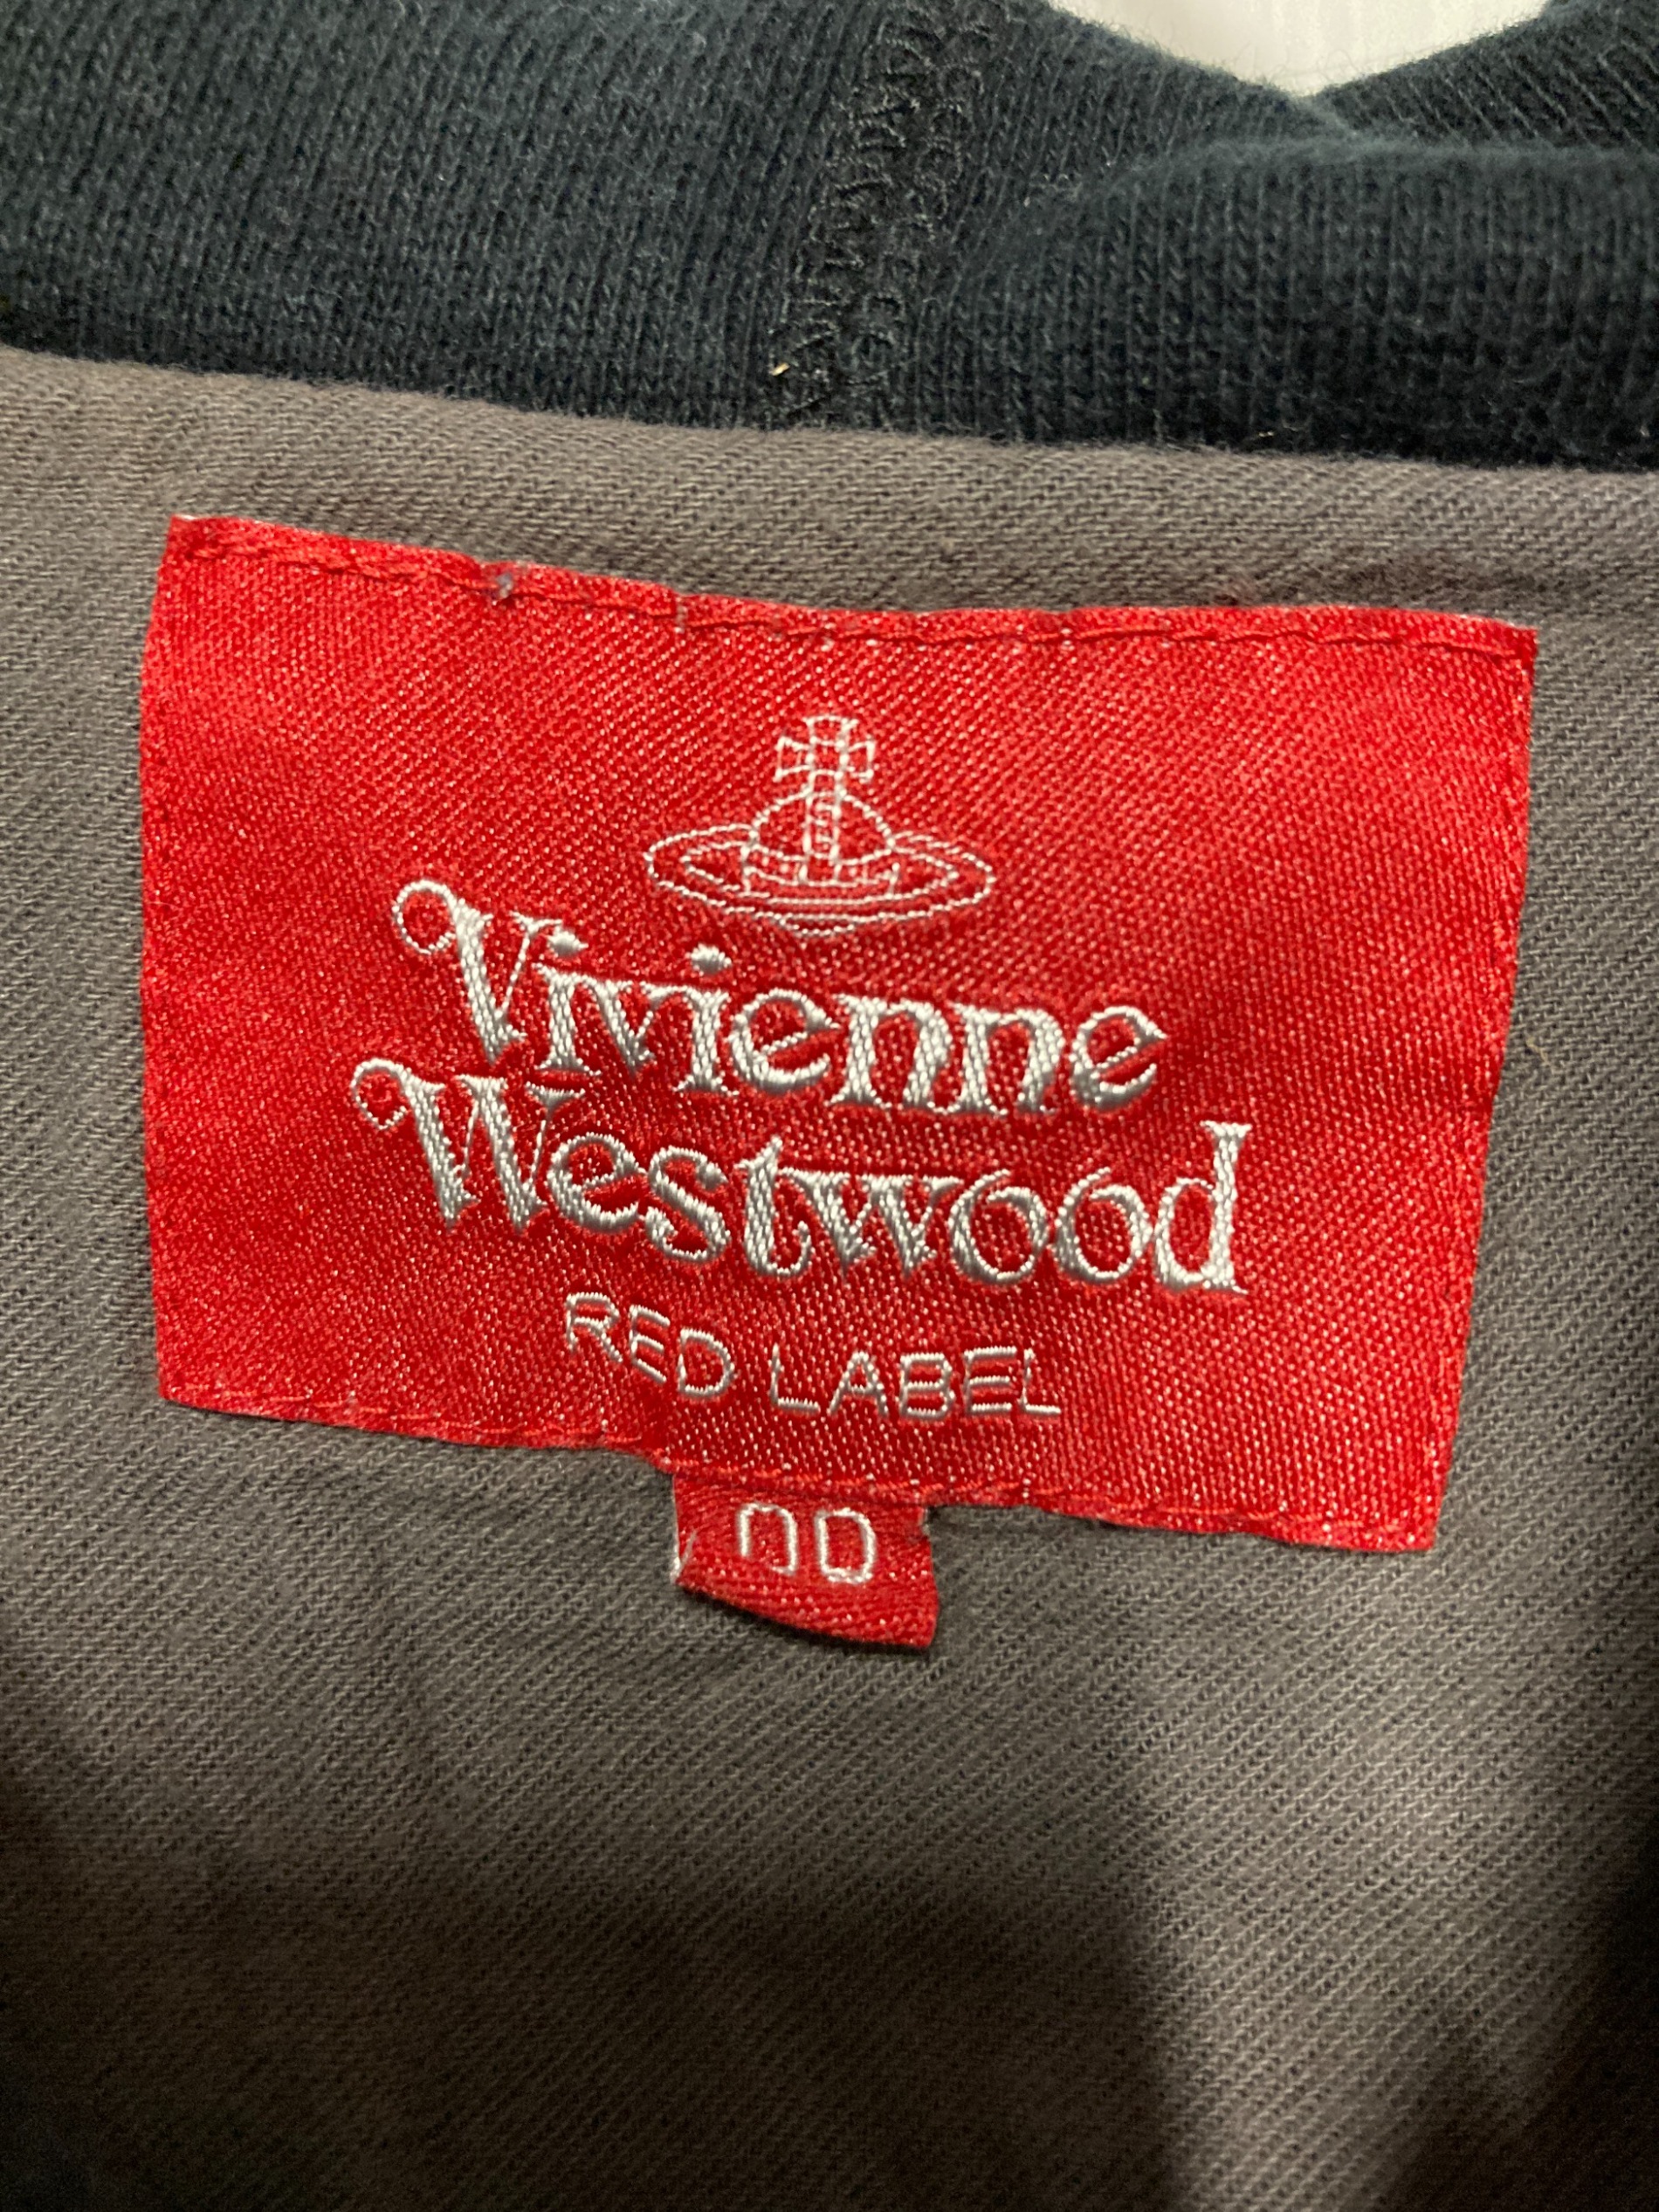 Vivienne
Westwood
RED LABEL
00